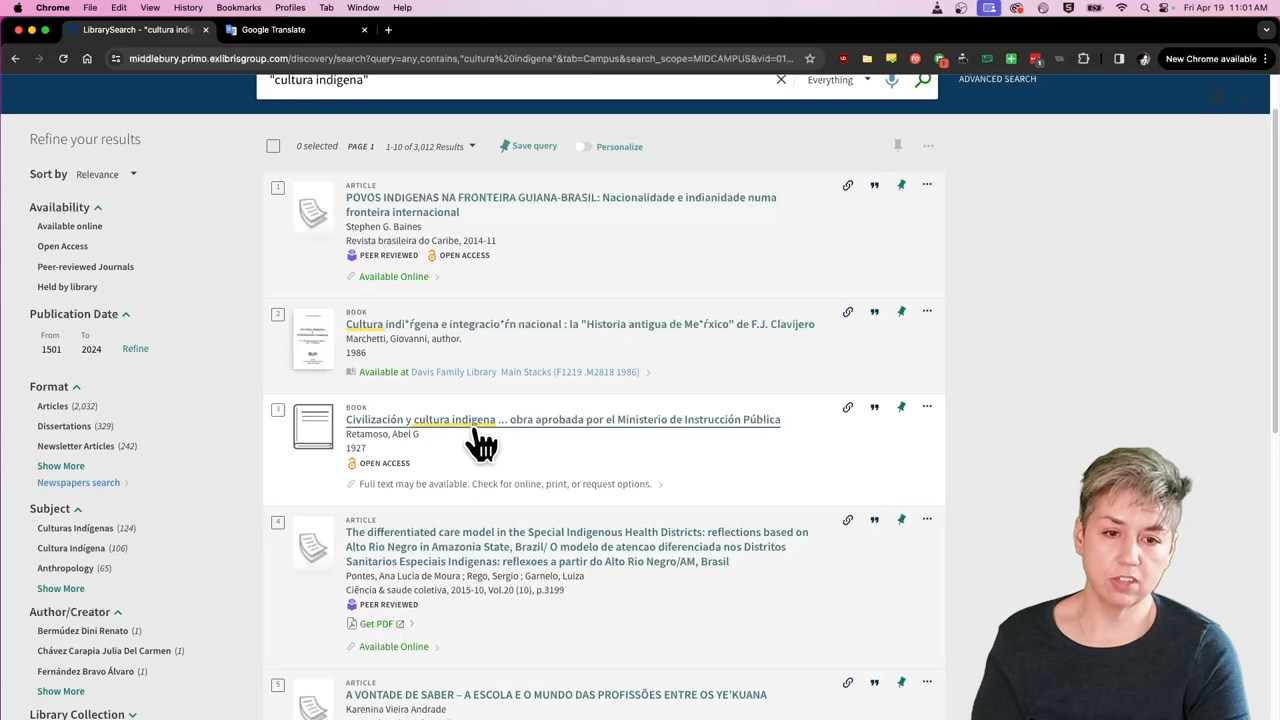 Chrome File Edit View History Bookmarks Profiles Tab Window Help
Fri Apr 19 11:01 AM
LibrarySearch - "cultura indíg
Google Translate
middlebury.primo.exlibrisgroup.com/discovery/search?query=any,contains,"cultura%20indigena"&tab=Campus&search_scope=MIDCAMPUS&vid=01...
New Chrome available
"cultura indigena"
Everything
ADVANCED SEARCH
Refine your results
Sort by Relevance
Availability
Available online
Open Access
Peer-reviewed Journals
Held by library
Publication Date
From To
1501 2024 Refine
Format
Articles (2,032)
Dissertations (329)
Newsletter Articles (242)
Show More
Newspapers search
Subject
Culturas Indígenas (124)
Cultura Indígena (106)
Anthropology (65)
Show More
Author/Creator
Bermúdez Dini Renato (1)
Chávez Carapia Julia Del Carmen (1)
Fernández Bravo Álvaro (1)
Show More
Library Collection
0 selected PAGE 1 1-10 of 3,012 Results Save query Personalize
1
ARTICLE
POVOS INDIGENAS NA FRONTEIRA GUIANA-BRASIL: Nacionalidade e indianidade numa
fronteira internacional
Stephen G. Baines
Revista brasileira do Caribe, 2014-11
PEER REVIEWED OPEN ACCESS
Available Online
2
BOOK
Cultura indi*ŕgena e integracio*ŕn nacional : la "Historia antigua de Me*ŕxico" de F.J. Clavijero
Marchetti, Giovanni, author.
1986
Available at Davis Family Library Main Stacks (F1219 .M2818 1986)
3
BOOK
Civilización y cultura indigena ... obra aprobada por el Ministerio de Instrucción Pública
Retamoso, Abel G
1927
OPEN ACCESS
Full text may be available. Check for online, print, or request options.
4
ARTICLE
The differentiated care model in the Special Indigenous Health Districts: reflections based on
Alto Rio Negro in Amazonia State, Brazil/ O modelo de atencao diferenciada nos Distritos
Sanitarios Especiais Indigenas: reflexoes a partir do Alto Rio Negro/AM, Brasil
Pontes, Ana Lucia de Moura ; Rego, Sergio ; Garnelo, Luiza
Ciência & saude coletiva, 2015-10, Vol.20 (10), p.3199
PEER REVIEWED
Get PDF
Available Online
5
A VONTADE DE SABER – A ESCOLA E O MUNDO DAS PROFISSÕES ENTRE OS YE'KUANA
Karenina Vieira Andrade